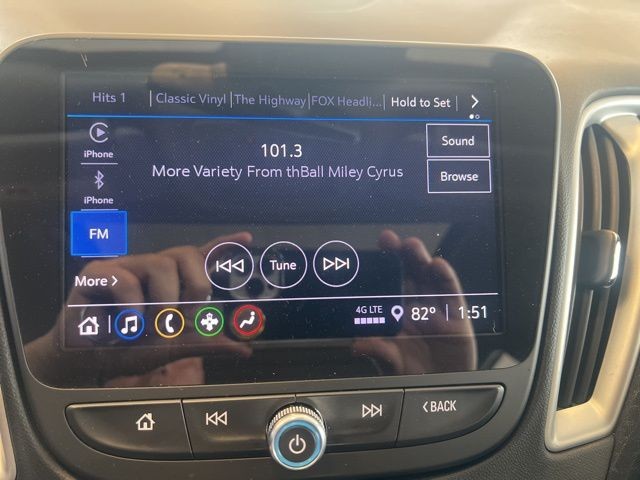 Hits 1 Classic Vinyl The Highway FOX Headli... Hold to Set
iPhone
101.3
Sound
More Variety From thBall Miley Cyrus
Browse
iPhone
FM
Tune
More
4G LTE
82° 1:51
BACK